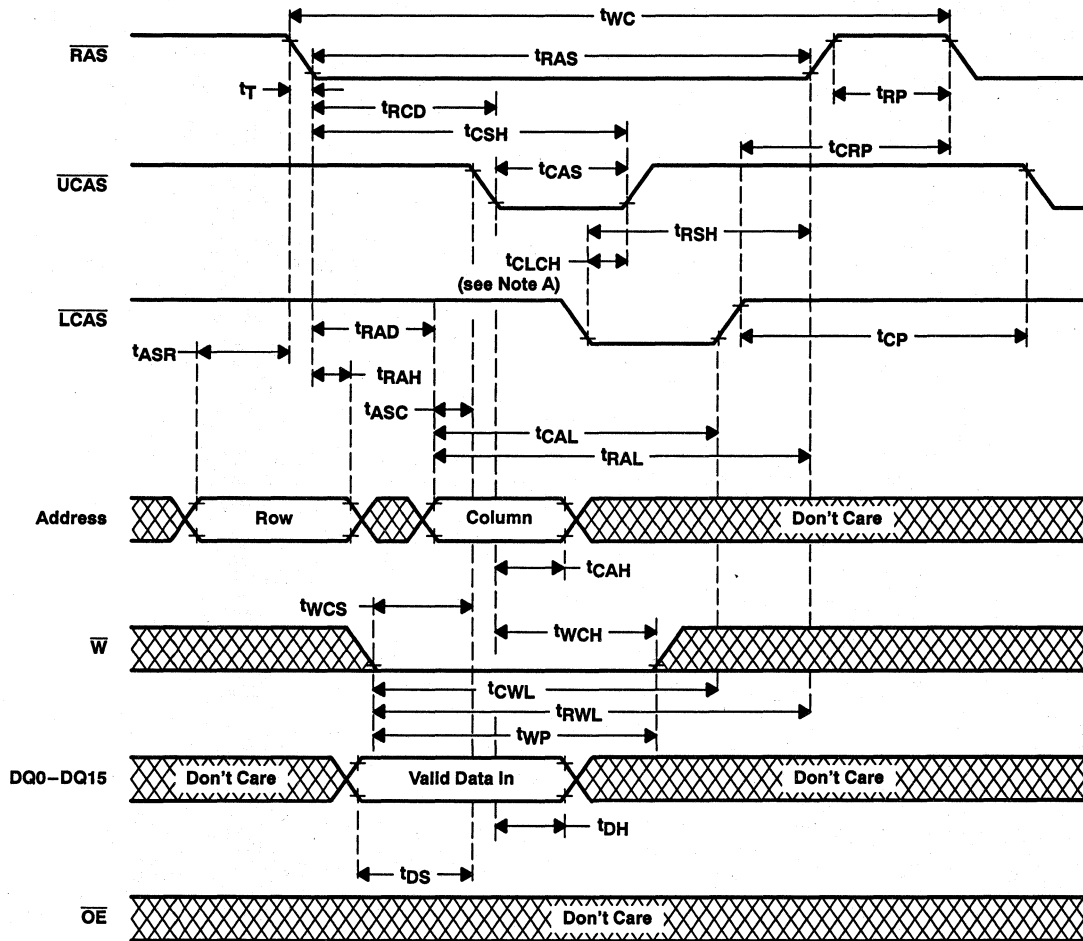 tWC
RAS
tRAS
tT
tRCD
tRP
tCSH
tCRP
UCAS
tCAS
tRSH
tCLCH
(see Note A)
LCAS
tRAD
tCP
tASR
tRAH
tASC
tCAL
tRAL
Address
Row
Column
Don't Care
tCAH
tWCS
tWCH
W
tCWL
tRWL
tWP
DQ0–DQ15
Don't Care
Valid Data In
Don't Care
tDH
tDS
OE
Don't Care